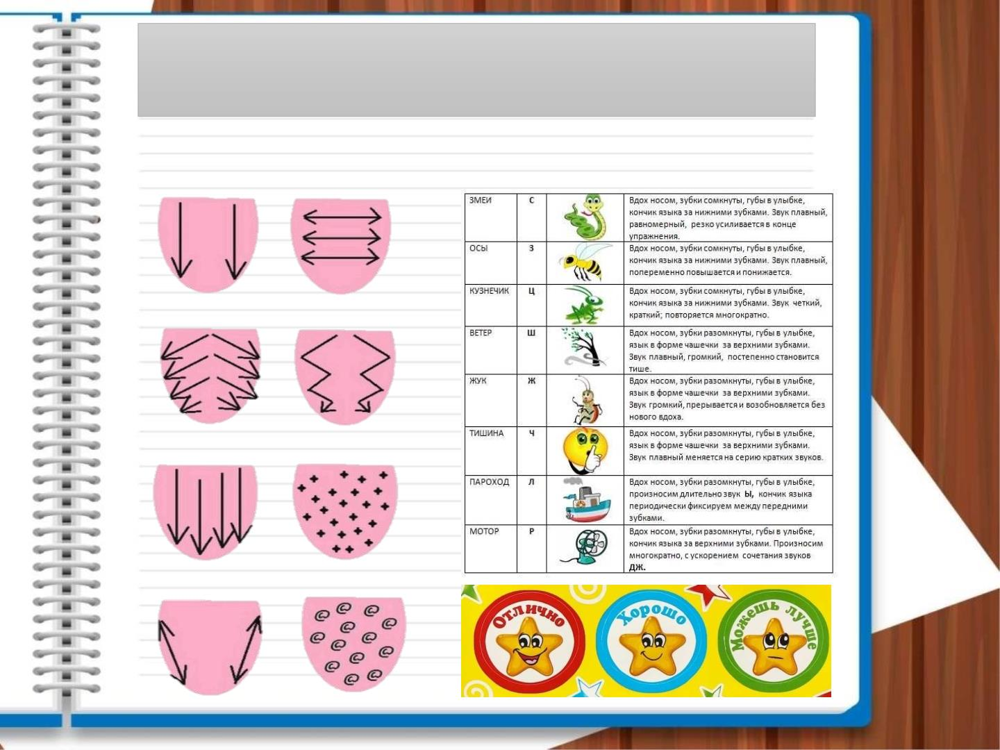 ЗМЕИ
С
Вдох носом, зубки сомкнуты, губы в улыбке,
кончик языка за нижними зубками. Звук плавный,
равномерный, резко усиливается в конце
упражнения.
ОСЫ
З
Вдох носом, зубки сомкнуты, губы в улыбке,
кончик языка за нижними зубками. Звук плавный,
попеременно повышается и понижается.
КУЗНЕЧИК
Ц
Вдох носом, зубки сомкнуты, губы в улыбке,
кончик языка за нижними зубками. Звук четкий,
краткий; повторяется многократно.
ВЕТЕР
Ш
Вдох носом, зубки разомкнуты, губы в улыбке,
язык в форме чашечки за верхними зубками.
Звук плавный, громкий, постепенно становится
тише.
ЖУК
Ж
Вдох носом, зубки разомкнуты, губы в улыбке,
язык в форме чашечки за верхними зубками.
Звук громкий, прерывается и возобновляется без
нового вдоха.
ТИШИНА
Ч
Вдох носом, зубки разомкнуты, губы в улыбке,
язык в форме чашечки за верхними зубками.
Звук плавный меняется на серию кратких звуков.
ПАРОХОД
Л
Вдох носом, зубки разомкнуты, губы в улыбке,
произносим длительно звук Ы, кончик языка
периодически фиксируем между передними
зубками.
МОТОР
Р
Вдох носом, зубки разомкнуты, губы в улыбке,
кончик языка за верхними зубками. Произносим
многократно, с ускорением сочетания звуков
ДЖ.
Отлично
Хорошо
Можешь лучше